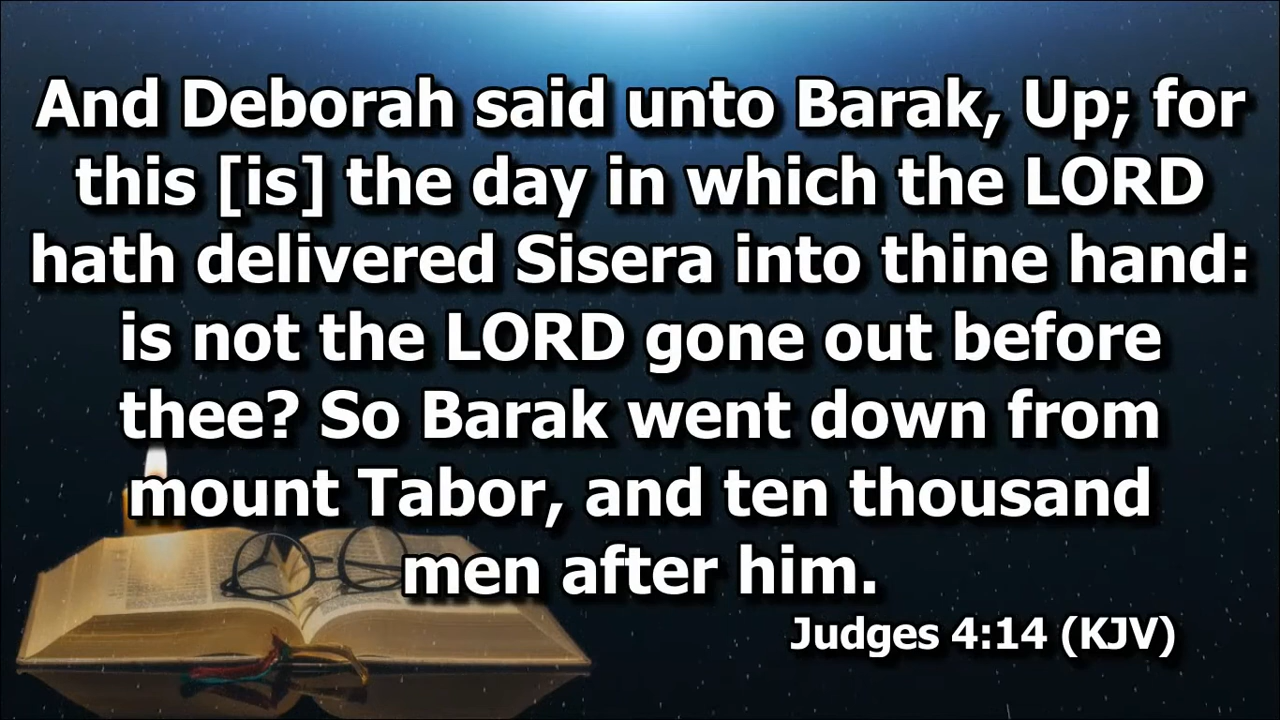 And Deborah said unto Barak, Up; for
this [is] the day in which the LORD
hath delivered Sisera into thine hand:
is not the LORD gone out before
thee? So Barak went down from
mount Tabor, and ten thousand
men after him.
Judges 4:14 (KJV)